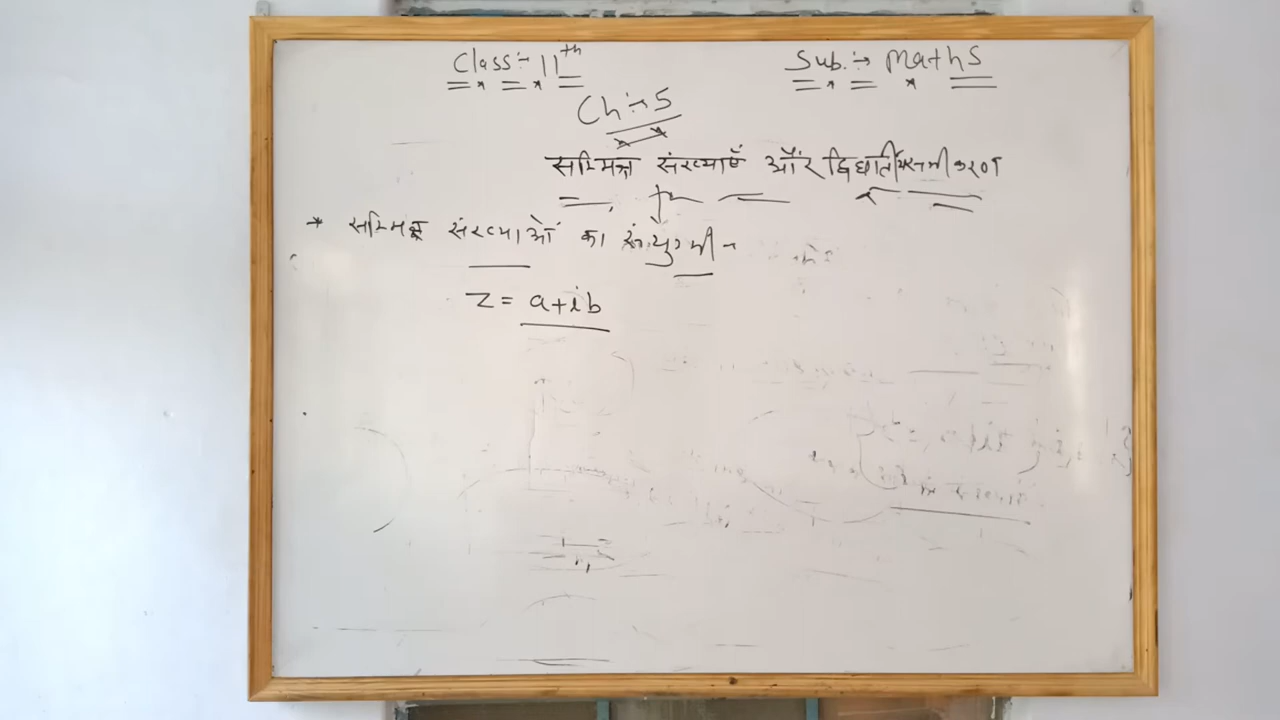 Class:- 11th Sub.:→ Maths
Ch:→5
सम्मिश्र संख्याएँ और द्विघातीय समीकरण
* सम्मिश्र संख्याओं का संयुग्मी -
z = a+ib